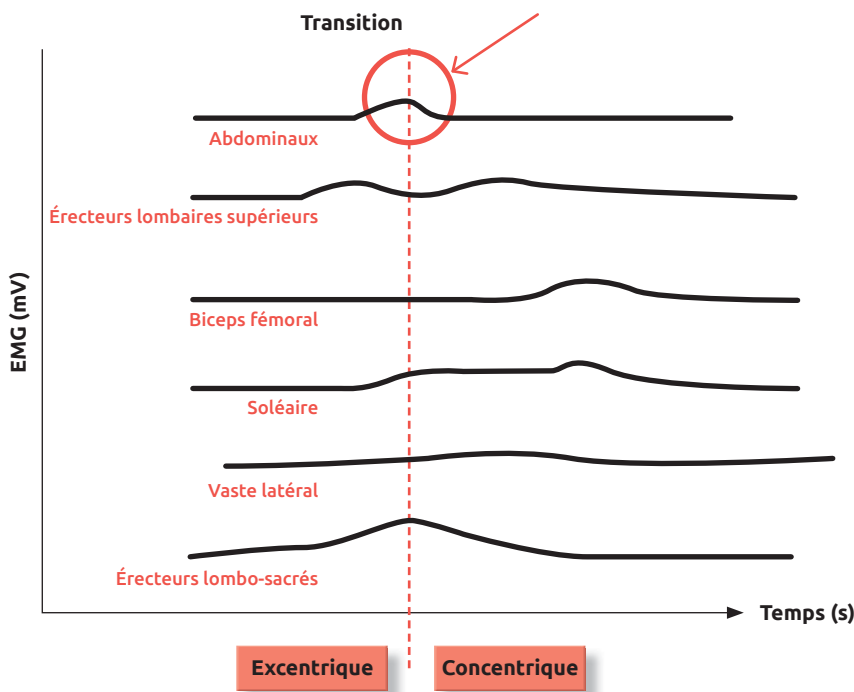 Transition
Abdominaux
Érecteurs lombaires supérieurs
Biceps fémoral
EMG (mV)
Soléaire
Vaste latéral
Érecteurs lombo-sacrés
Temps (s)
Excentrique
Concentrique